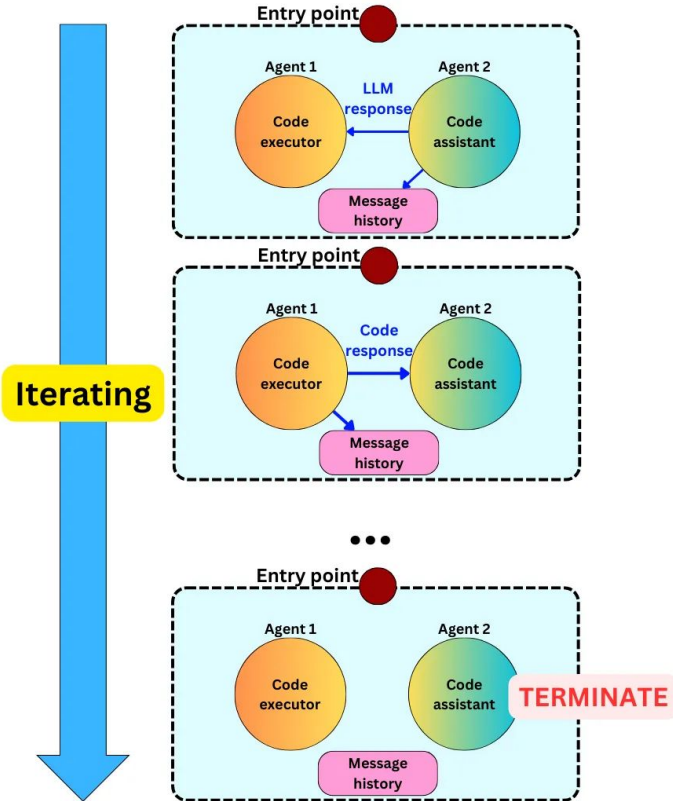 Entry point
Agent 1
Agent 2
LLM
response
Code
executor
Code
assistant
Message
history
Entry point
Agent 1
Agent 2
Code
response
Code
executor
Code
assistant
Message
history
Iterating
...
Entry point
Agent 1
Agent 2
Code
executor
Code
assistant
TERMINATE
Message
history